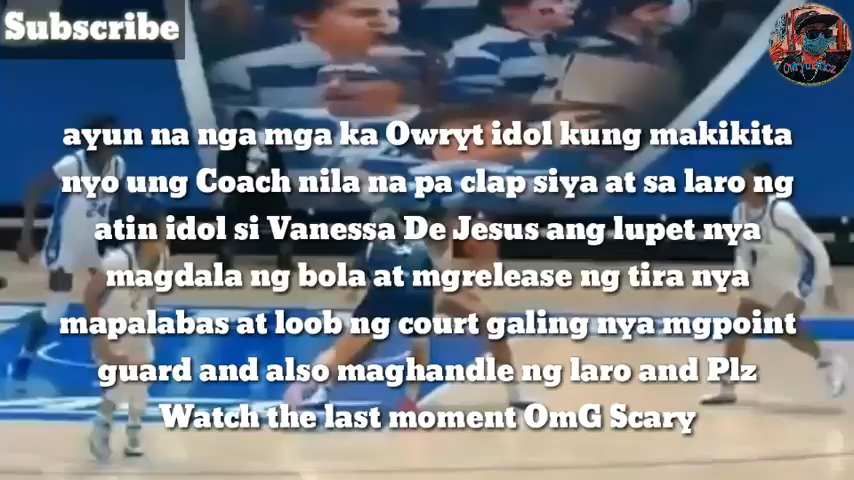 Subscribe
ayun na nga mga ka Owryt idol kung makikita
nyo ung Coach nila na pa clap siya at sa laro ng
atin idol si Vanessa De Jesus ang lupet nya
magdala ng bola at mgrelease ng tira nya
mapalabas at loob ng court galing nya mgpoint
guard and also maghandle ng laro and Plz
Watch the last moment OmG Scary
24